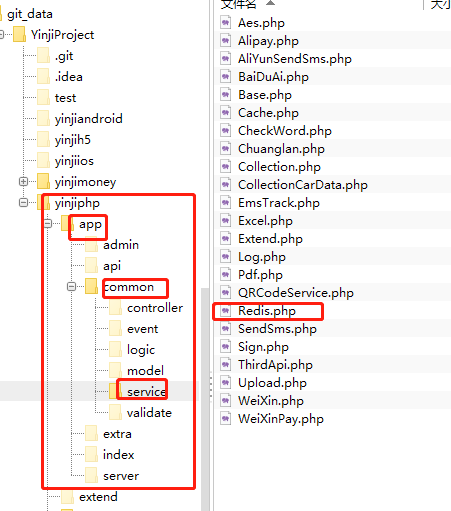 git_data
YinjiProject
.git
.idea
test
yinjiandroid
yinjih5
yinjiios
yinjimoney
yinjiphp
app
admin
api
common
controller
event
logic
model
service
validate
extra
index
server
extend
文件名
大小
Aes.php
Alipay.php
AliYunSendSms.php
BaiDuAi.php
Base.php
Cache.php
CheckWord.php
Chuanglan.php
Collection.php
CollectionCarData.php
EmsTrack.php
Excel.php
Extend.php
Log.php
Pdf.php
QRCodeService.php
Redis.php
SendSms.php
Sign.php
ThirdApi.php
Upload.php
WeiXin.php
WeiXinPay.php